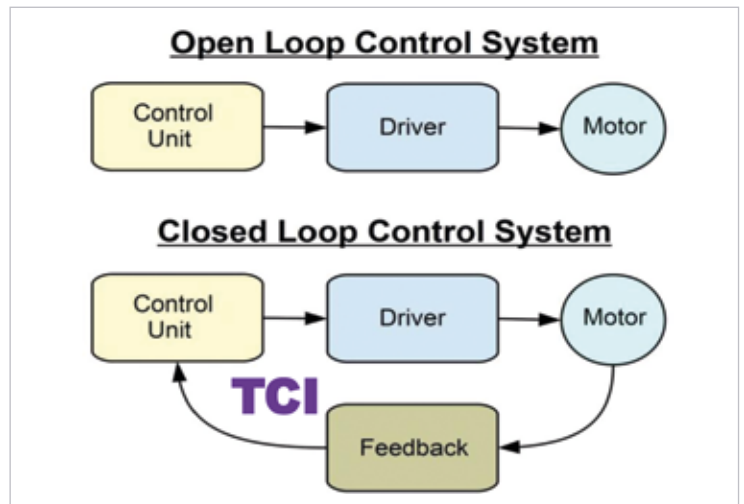 Open Loop Control System
Control
Unit
Driver
Motor
Closed Loop Control System
Control
Unit
Driver
Motor
TCI
Feedback